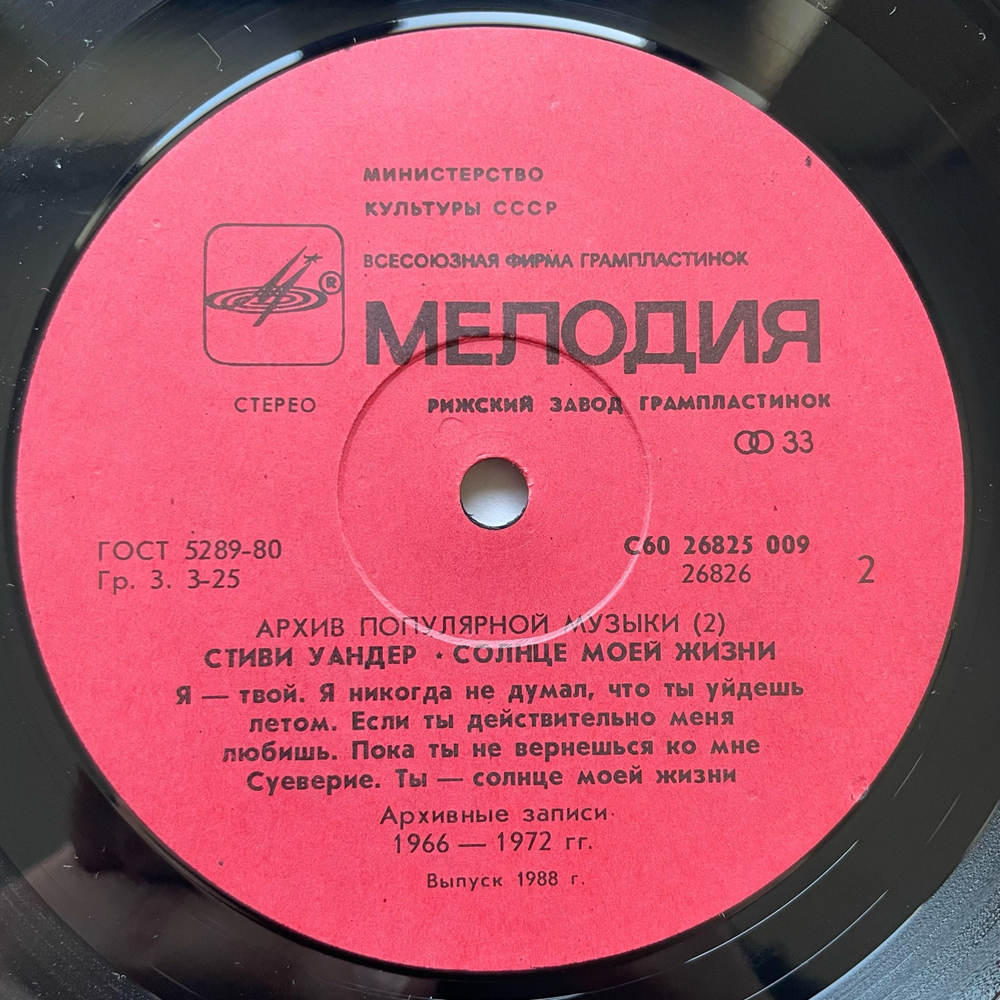 МИНИСТЕРСТВО
КУЛЬТУРЫ СССР
ВСЕСОЮЗНАЯ ФИРМА ГРАМПЛАСТИНОК
®
МЕЛОДИЯ
СТЕРЕО РИЖСКИЙ ЗАВОД ГРАМПЛАСТИНОК
33
ГОСТ 5289-80 С60 26825 009
Гр. 3. 3-25 26826 2
АРХИВ ПОПУЛЯРНОЙ МУЗЫКИ (2)
СТИВИ УАНДЕР · СОЛНЦЕ МОЕЙ ЖИЗНИ
Я — твой. Я никогда не думал, что ты уйдешь
летом. Если ты действительно меня
любишь. Пока ты не вернешься ко мне
Суеверие. Ты — солнце моей жизни
Архивные записи
1966 — 1972 гг.
Выпуск 1988 г.